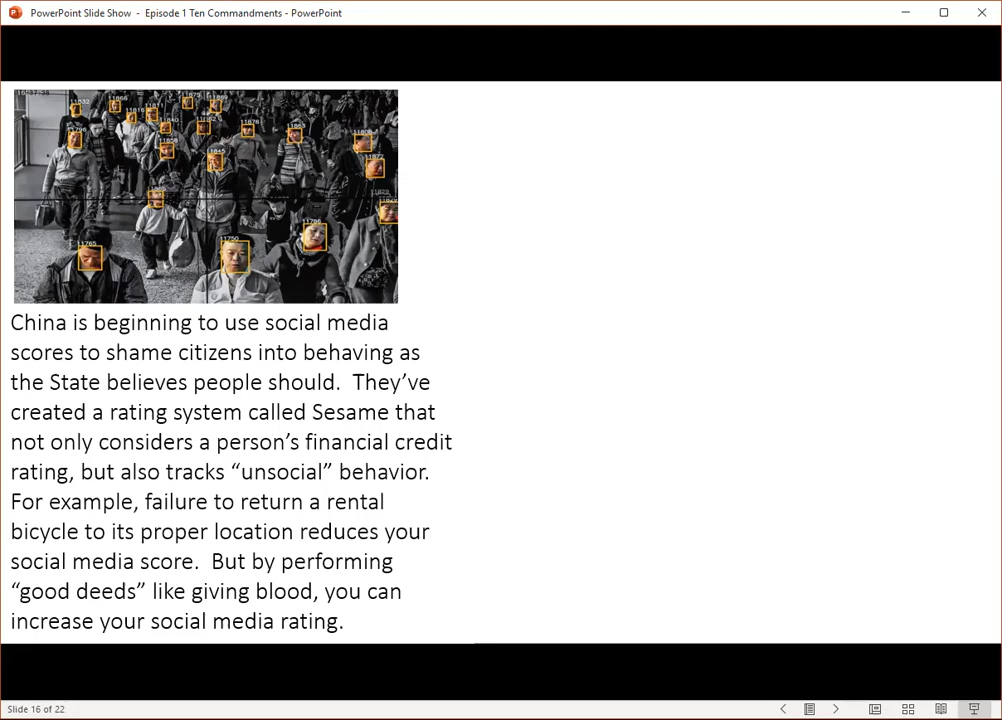 PowerPoint Slide Show - Episode 1 Ten Commandments - PowerPoint
11765
11750
11796
11845
China is beginning to use social media
scores to shame citizens into behaving as
the State believes people should.  They’ve
created a rating system called Sesame that
not only considers a person’s financial credit
rating, but also tracks “unsocial” behavior.
For example, failure to return a rental
bicycle to its proper location reduces your
social media score.  But by performing
“good deeds” like giving blood, you can
increase your social media rating.
Slide 16 of 22